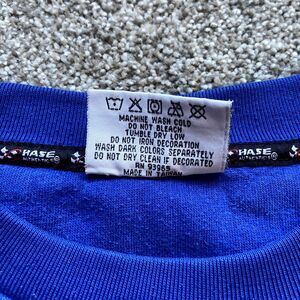 MACHINE WASH COLD
DO NOT BLEACH
TUMBLE DRY LOW
DO NOT IRON DECORATION
WASH DARK COLORS SEPARATELY
DO NOT DRY CLEAN IF DECORATED
RN 93955
MADE IN TAIWAN
CHASE
AUTHENTICS®
CHASE
AUTHENTICS®